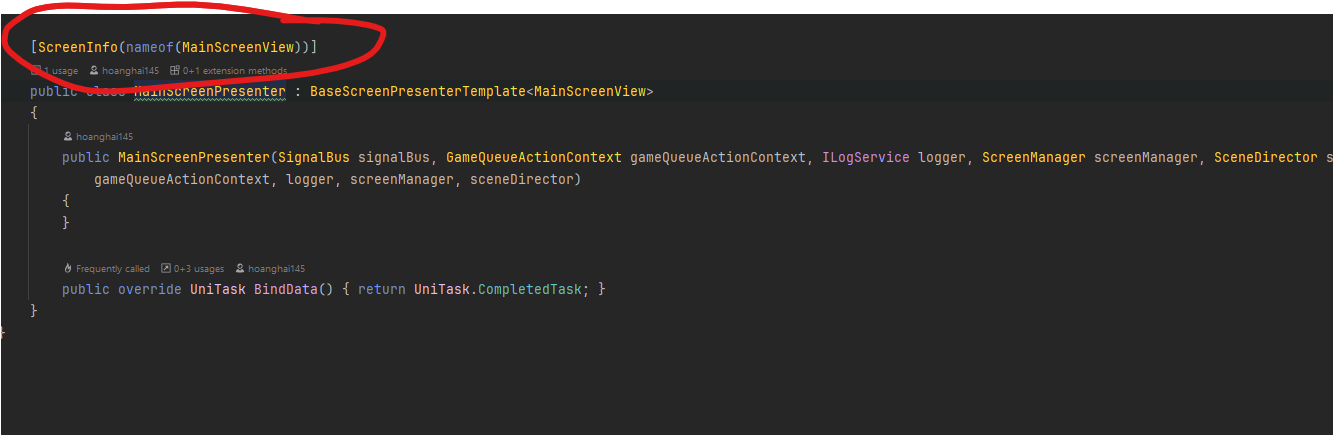 [ScreenInfo(nameof(MainScreenView))]
1 usage hoanghai145 0+1 extension methods
public class MainScreenPresenter : BaseScreenPresenterTemplate<MainScreenView>
{
hoanghai145
public MainScreenPresenter(SignalBus signalBus, GameQueueActionContext gameQueueActionContext, ILogService logger, ScreenManager screenManager, SceneDirector s
gameQueueActionContext, logger, screenManager, sceneDirector)
{
}
Frequently called 0+3 usages hoanghai145
public override UniTask BindData() { return UniTask.CompletedTask; }
}
}